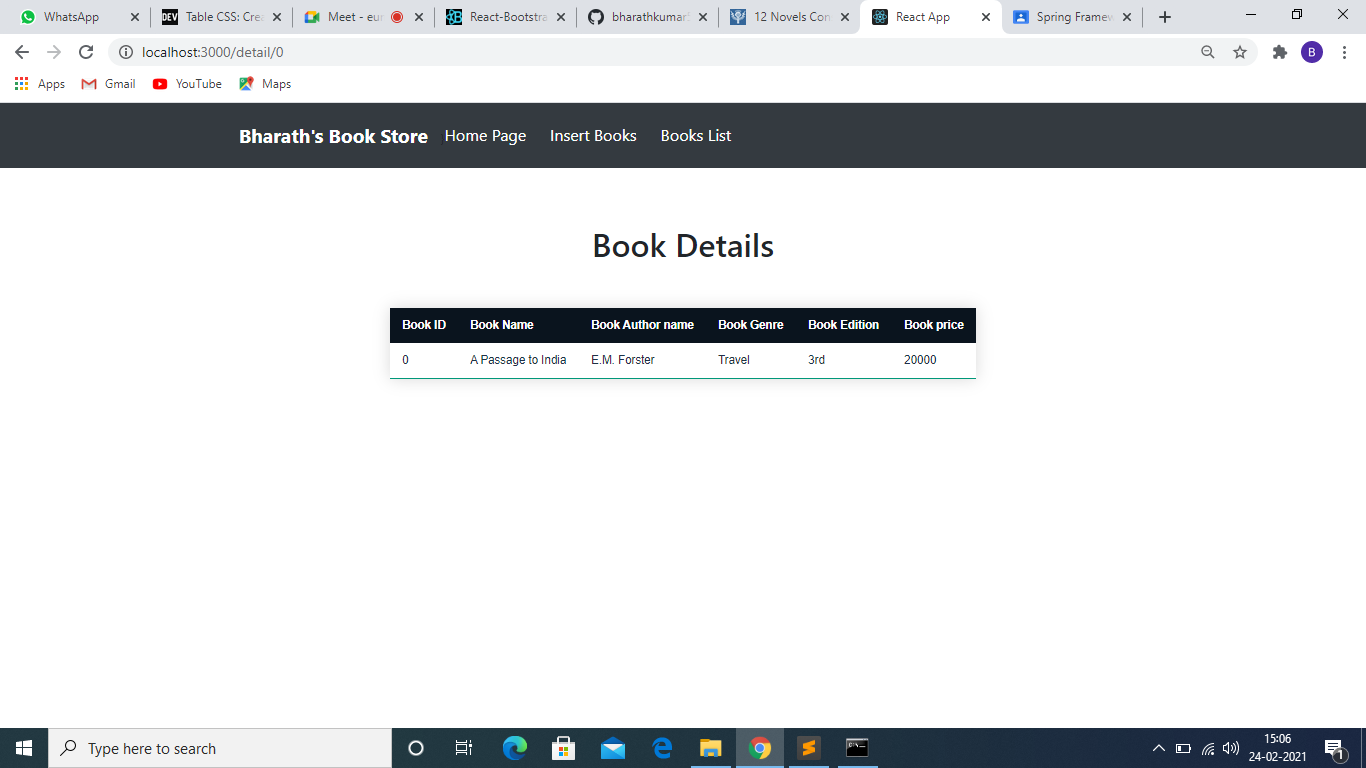 WhatsApp
DEV Table CSS: Cre
Meet - eur
React-Bootstra
bharathkumar
12 Novels Con
React App
Spring Framew
localhost:3000/detail/0
B
Apps Gmail YouTube Maps
Bharath's Book Store Home Page Insert Books Books List
Book Details
Book ID Book Name Book Author name Book Genre Book Edition Book price
0 A Passage to India E.M. Forster Travel 3rd 20000
Type here to search
15:06
24-02-2021
1